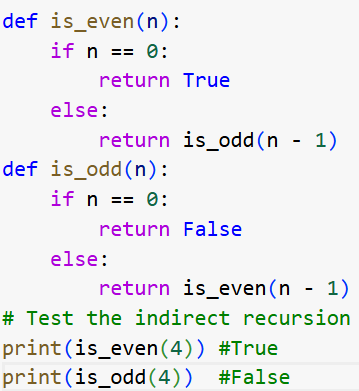 def is_even(n):
    if n == 0:
        return True
    else:
        return is_odd(n - 1)
def is_odd(n):
    if n == 0:
        return False
    else:
        return is_even(n - 1)
# Test the indirect recursion
print(is_even(4)) #True
print(is_odd(4))  #False